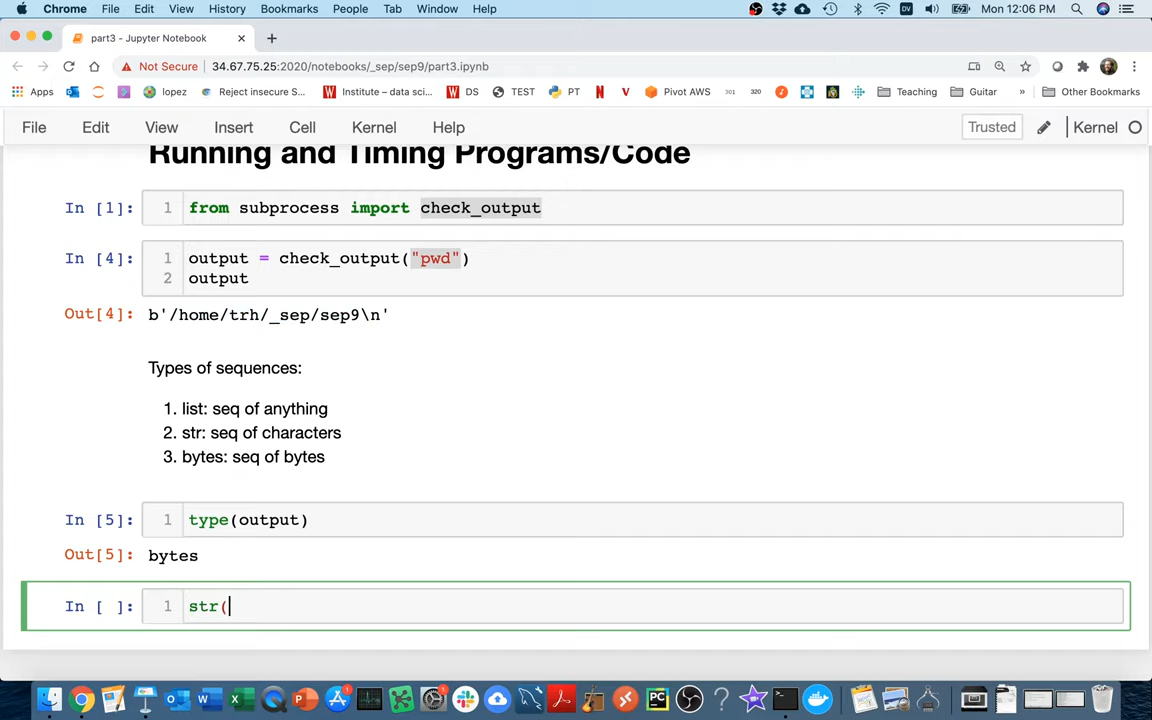 Chrome File Edit View History Bookmarks People Tab Window Help Mon 12:06 PM
part3 - Jupyter Notebook
Not Secure 34.67.75.25:2020/notebooks/_sep/sep9/part3.ipynb
Apps lopez Reject insecure S... Institute – data sci... DS TEST PT Pivot AWS 301 320 Teaching Guitar » Other Bookmarks
File Edit View Insert Cell Kernel Help Trusted Kernel
Running and Timing Programs/Code
In [1]: 1 from subprocess import check_output
In [4]: 1 output = check_output("pwd")
2 output
Out[4]: b'/home/trh/_sep/sep9\n'
Types of sequences:
1. list: seq of anything
2. str: seq of characters
3. bytes: seq of bytes
In [5]: 1 type(output)
Out[5]: bytes
In [ ]: 1 str(